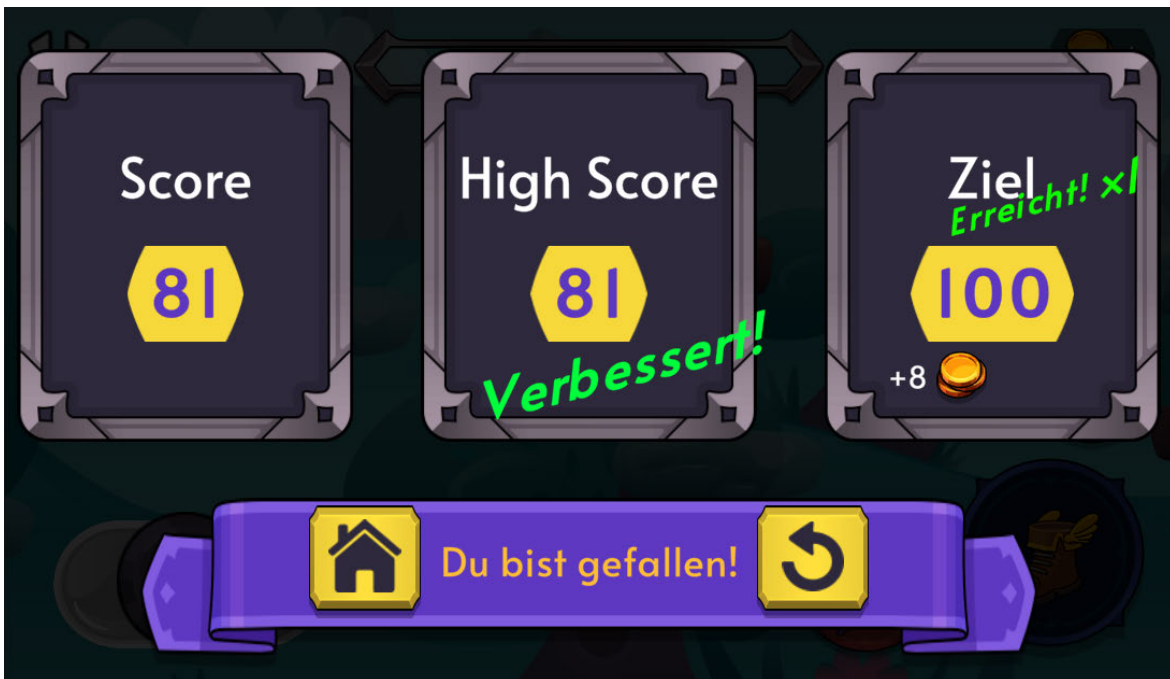 Score
81
High Score
81
Verbessert!
Ziel
Erreicht! x1
100
+8
Du bist gefallen!